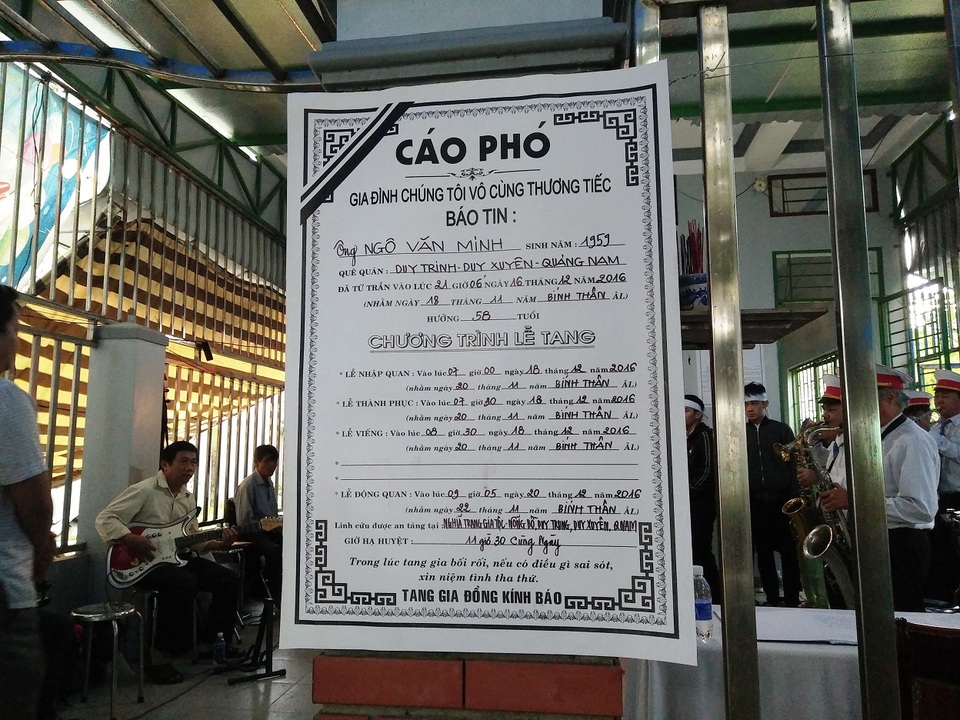 CÁO PHÓ
GIA ĐÌNH CHÚNG TÔI VÔ CÙNG THƯƠNG TIẾC
BÁO TIN :
Ông NGÔ VĂN MINH SINH NĂM : 1959
QUÊ QUÁN : DUY TRINH - DUY XUYÊN - QUẢNG NAM
ĐÃ TỪ TRẦN VÀO LÚC 21 GIỜ 06 NGÀY 16 THÁNG 12 NĂM 2016
(NHẰM NGÀY 18 THÁNG 11 NĂM BÍNH THÂN ÂL)
HƯỞNG 58 TUỔI
CHƯƠNG TRÌNH LỄ TANG
* LỄ NHẬP QUAN : Vào lúc 07 giờ 00 ngày 18 tháng 12 năm 2016
(nhằm ngày 20 tháng 11 năm BÍNH THÂN ÂL)
* LỄ THÀNH PHỤC : Vào lúc 07 giờ 30 ngày 18 tháng 12 năm 2016
(nhằm ngày 20 tháng 11 năm BÍNH THÂN ÂL)
* LỄ VIẾNG : Vào lúc 08 giờ 30 ngày 18 tháng 12 năm 2016
(nhằm ngày 20 tháng 11 năm BÍNH THÂN ÂL)
*
*
* LỄ ĐỘNG QUAN : Vào lúc 09 giờ 05 ngày 20 tháng 12 năm 2016
(nhằm ngày 22 tháng 11 năm BÍNH THÂN ÂL)
Linh cữu được an táng tại NGHĨA TRANG GIA TỘC - NỒNG BỘ, DUY TRUNG, DUY XUYÊN, Q.NAM
GIỜ HẠ HUYỆT : 11 giờ 30 Cùng Ngày
Trong lúc tang gia bối rối, nếu có điều gì sai sót,
xin niệm tình tha thứ.
TANG GIA ĐỒNG KÍNH BÁO